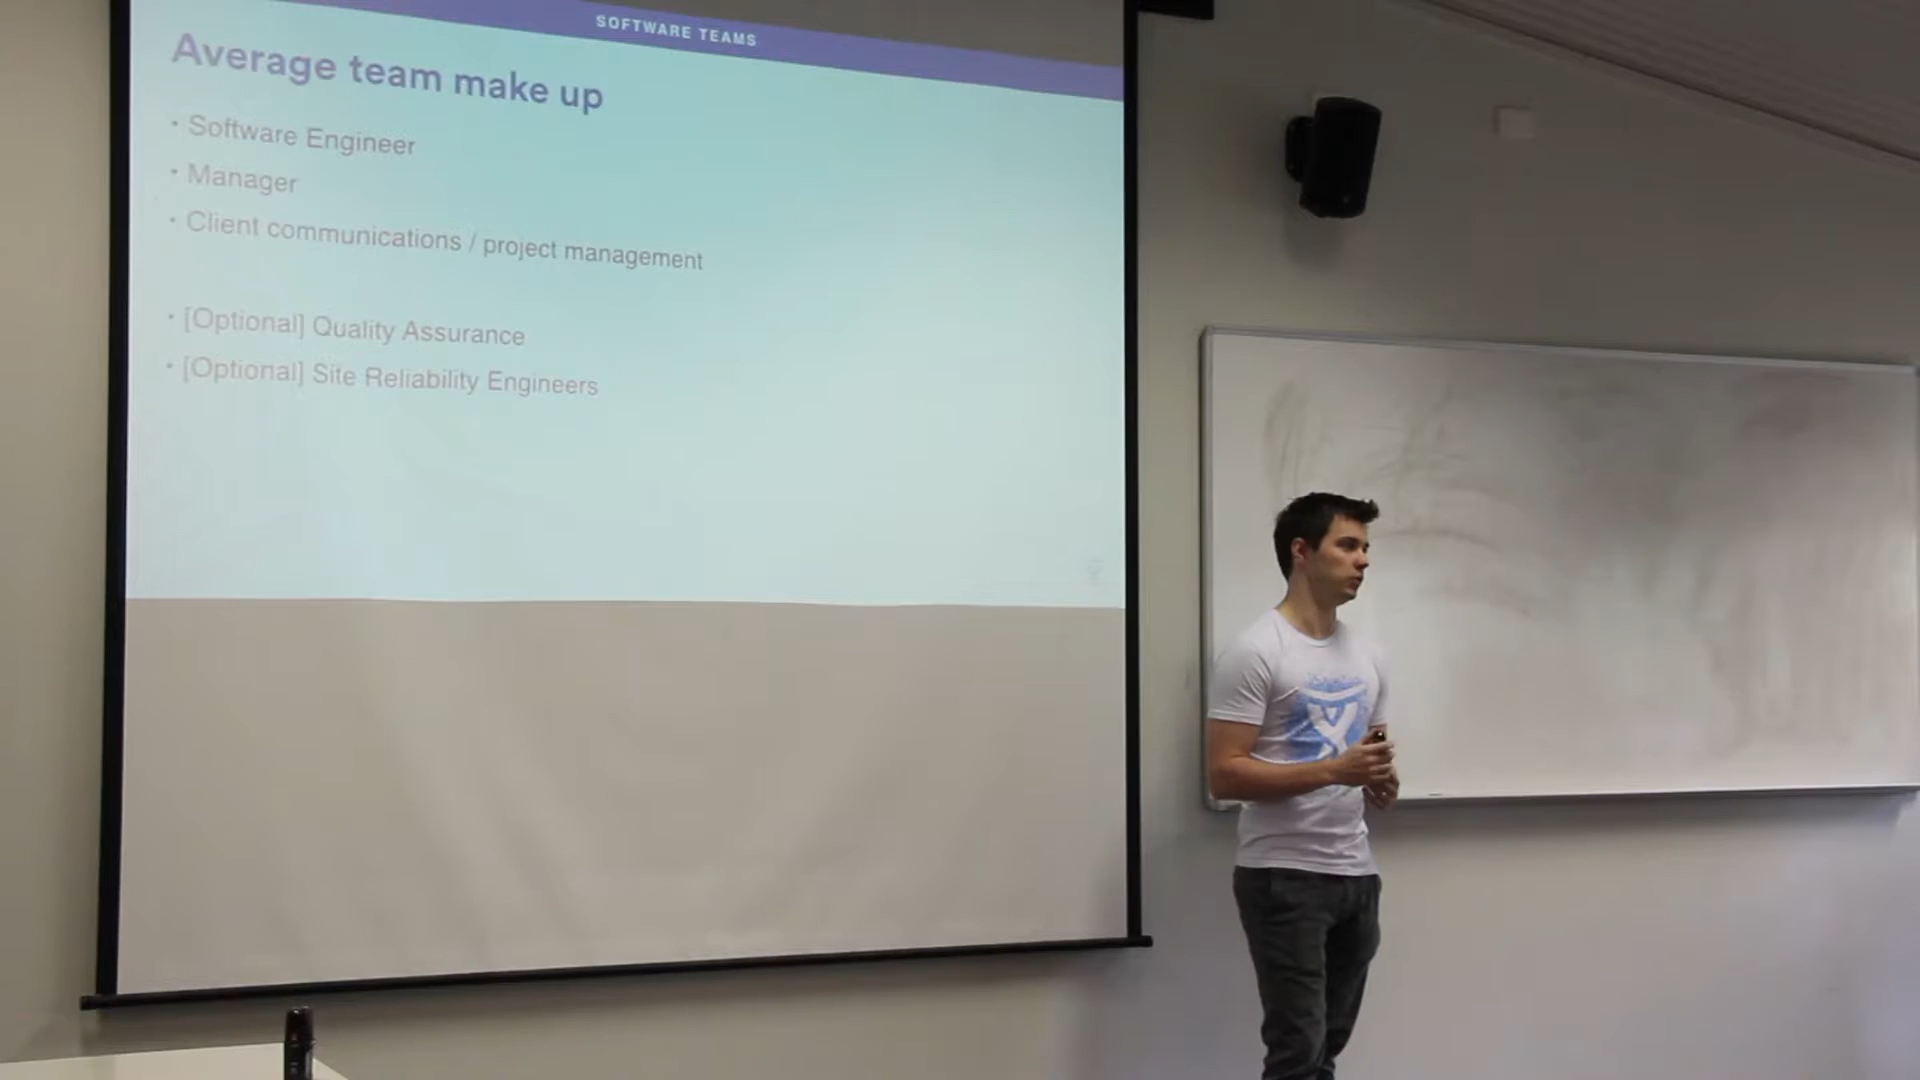 SOFTWARE TEAMS
Average team make up
• Software Engineer
• Manager
• Client communications / project management
• [Optional] Quality Assurance
• [Optional] Site Reliability Engineers